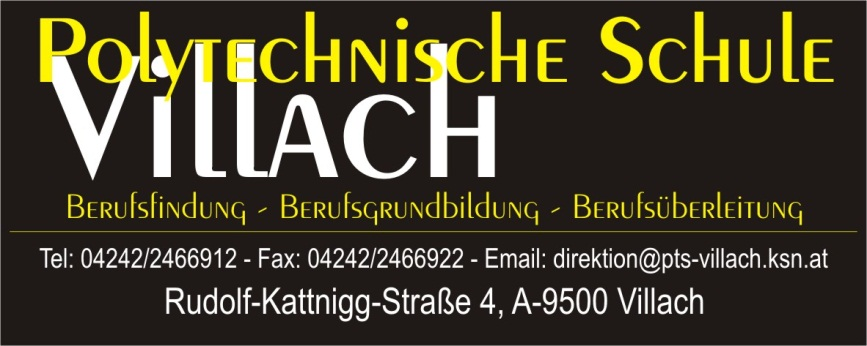 Polytechnische Schule
Villach
Berufsfindung - Berufsgrundbildung - Berufsüberleitung
Tel: 04242/2466912 - Fax: 04242/2466922 - Email: direktion@pts-villach.ksn.at
Rudolf-Kattnigg-Straße 4, A-9500 Villach